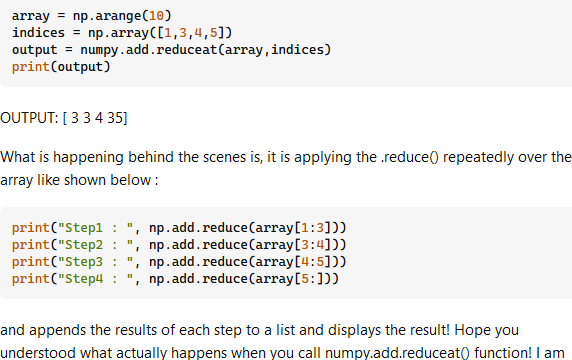 array = np.arange(10)
indices = np.array([1,3,4,5])
output = numpy.add.reduceat(array,indices)
print(output)
OUTPUT: [ 3 3 4 35]
What is happening behind the scenes is, it is applying the .reduce() repeatedly over the
array like shown below :
print("Step1 : ", np.add.reduce(array[1:3]))
print("Step2 : ", np.add.reduce(array[3:4]))
print("Step3 : ", np.add.reduce(array[4:5]))
print("Step4 : ", np.add.reduce(array[5:]))
and appends the results of each step to a list and displays the result! Hope you
understood what actually happens when you call numpy.add.reduceat() function! I am